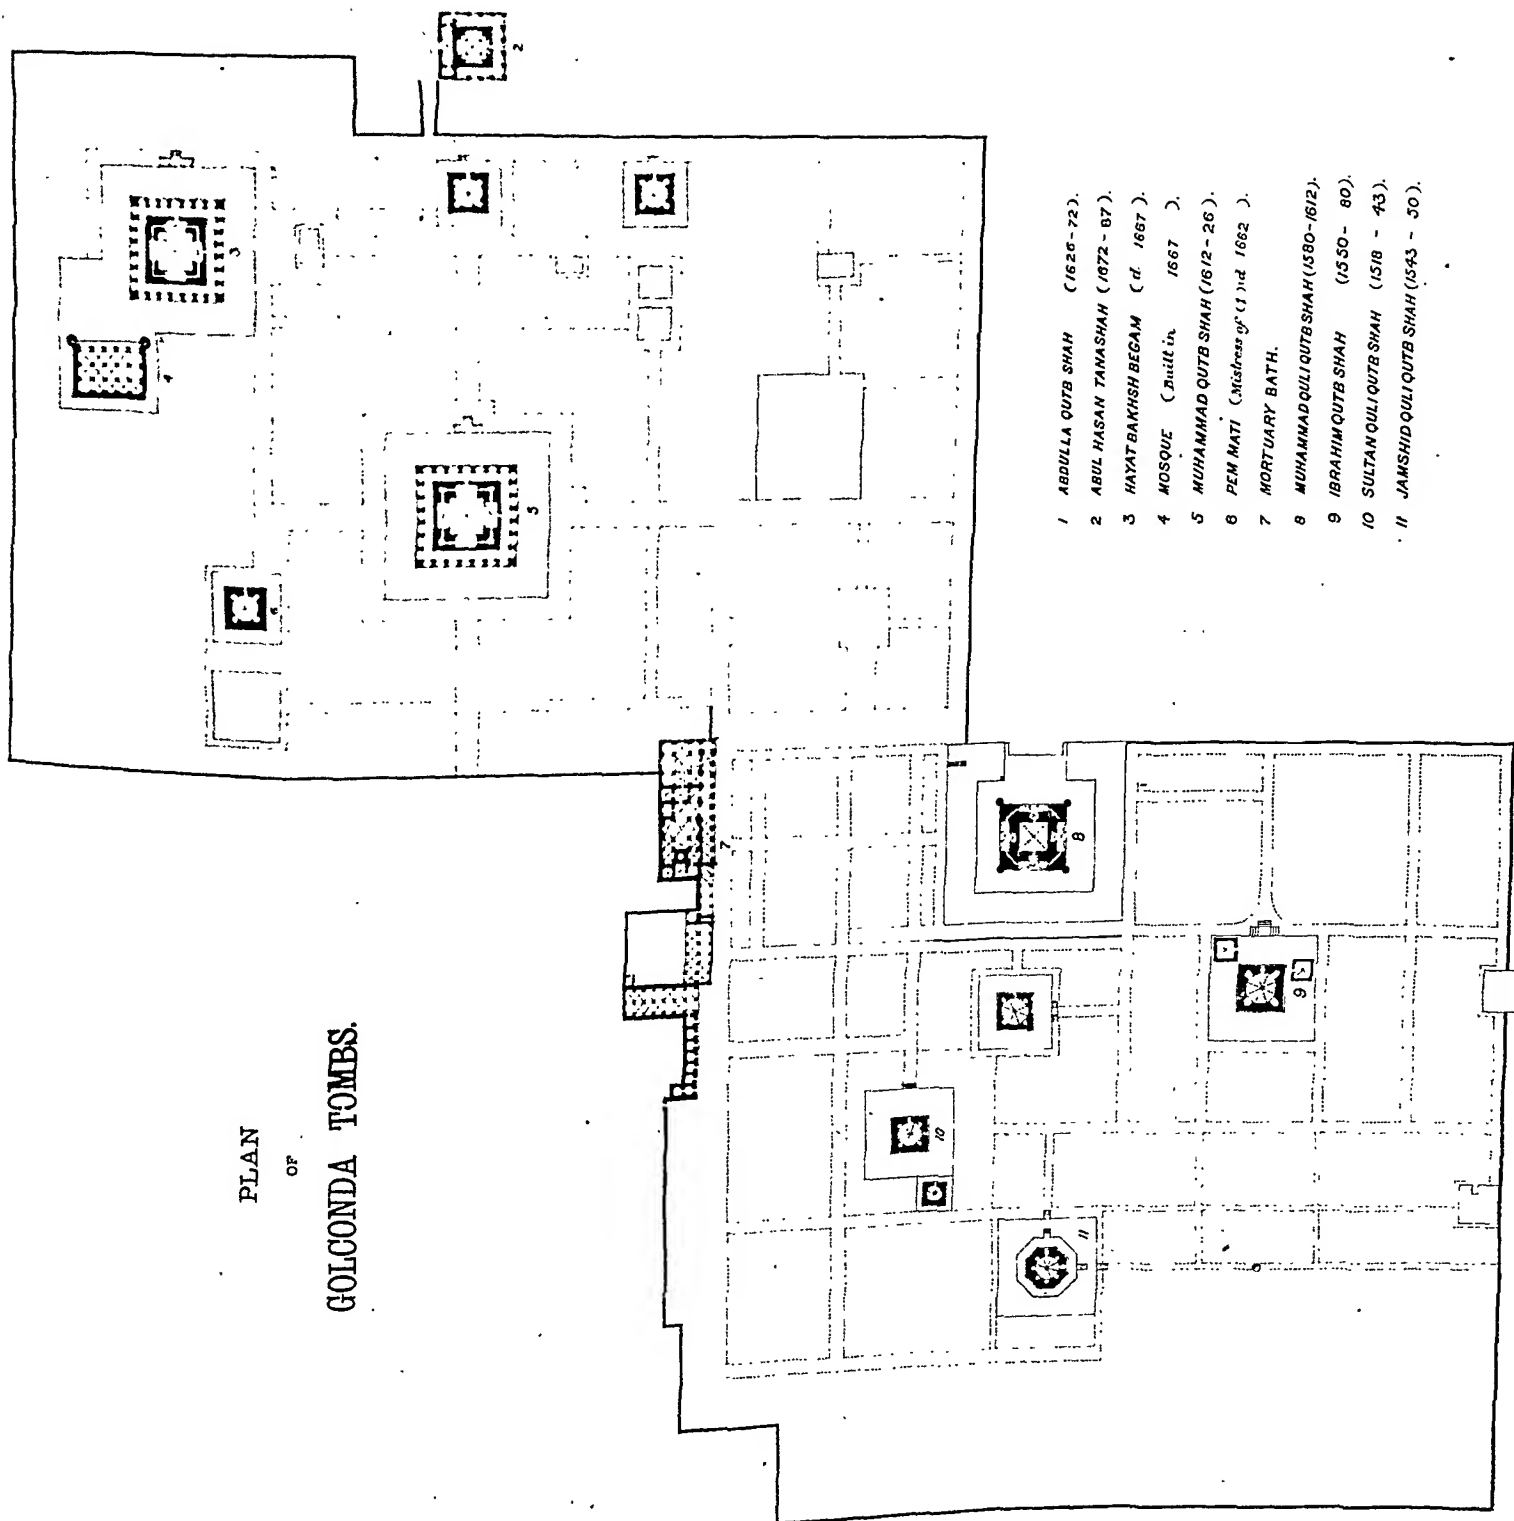 PLAN
OF
GOLCONDA TOMBS.
1 ABDULLA QUTB SHAH (1626-72).
2 ABUL HASAN TANASHAH (1672-87).
3 HAYAT BAKHSH BEGAM (d. 1667).
4 MOSQUE (Built in 1667).
5 MUHAMMAD QUTB SHAH (1612-26).
6 PEM MATI (Mistress of (1) d 1662).
7 MORTUARY BATH.
8 MUHAMMAD QULI QUTB SHAH (1580-1612).
9 IBRAHIM QUTB SHAH (1550-80).
10 SULTAN QULI QUTB SHAH (1518-43).
11 JAMSHID QULI QUTB SHAH (1543-50).
2
3
4
5
6
7
8
9
10
11